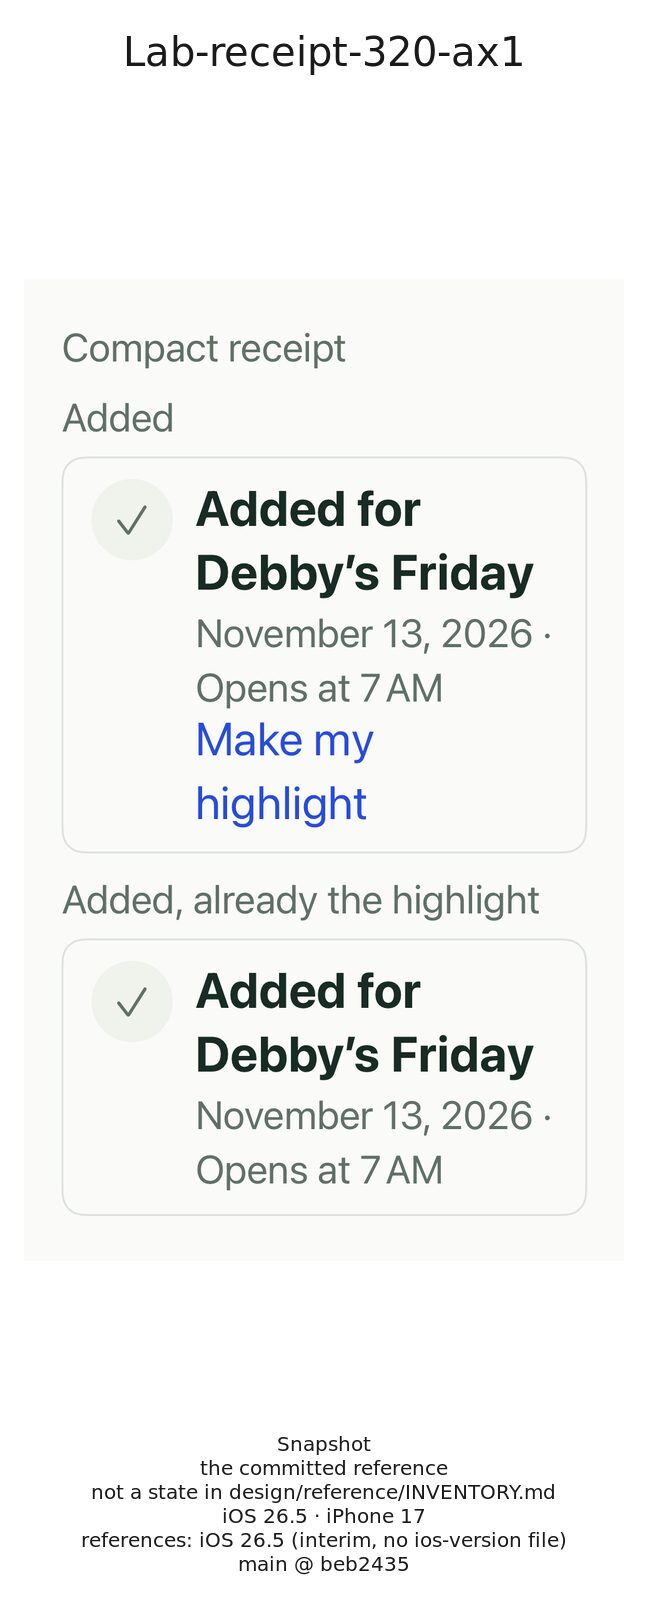 Lab-receipt-320-ax1
Compact receipt
Added
Added for
Debby’s Friday
November 13, 2026 ·
Opens at 7 AM
Make my
highlight
Added, already the highlight
Added for
Debby’s Friday
November 13, 2026 ·
Opens at 7 AM
Snapshot
the committed reference
not a state in design/reference/INVENTORY.md
iOS 26.5 · iPhone 17
references: iOS 26.5 (interim, no ios-version file)
main @ beb2435